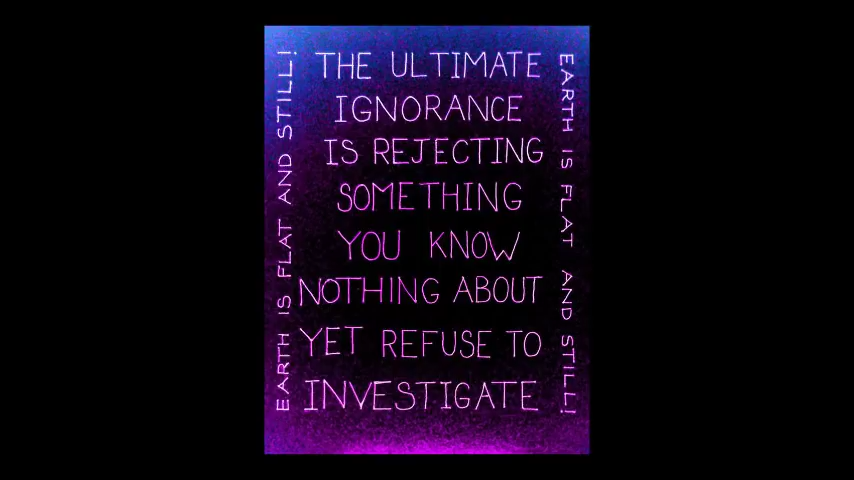 THE ULTIMATE
IGNORANCE
IS REJECTING
SOMETHING
YOU KNOW
NOTHING ABOUT
YET REFUSE TO
INVESTIGATE
EARTH IS FLAT AND STILL!
EARTH IS FLAT AND STILL!